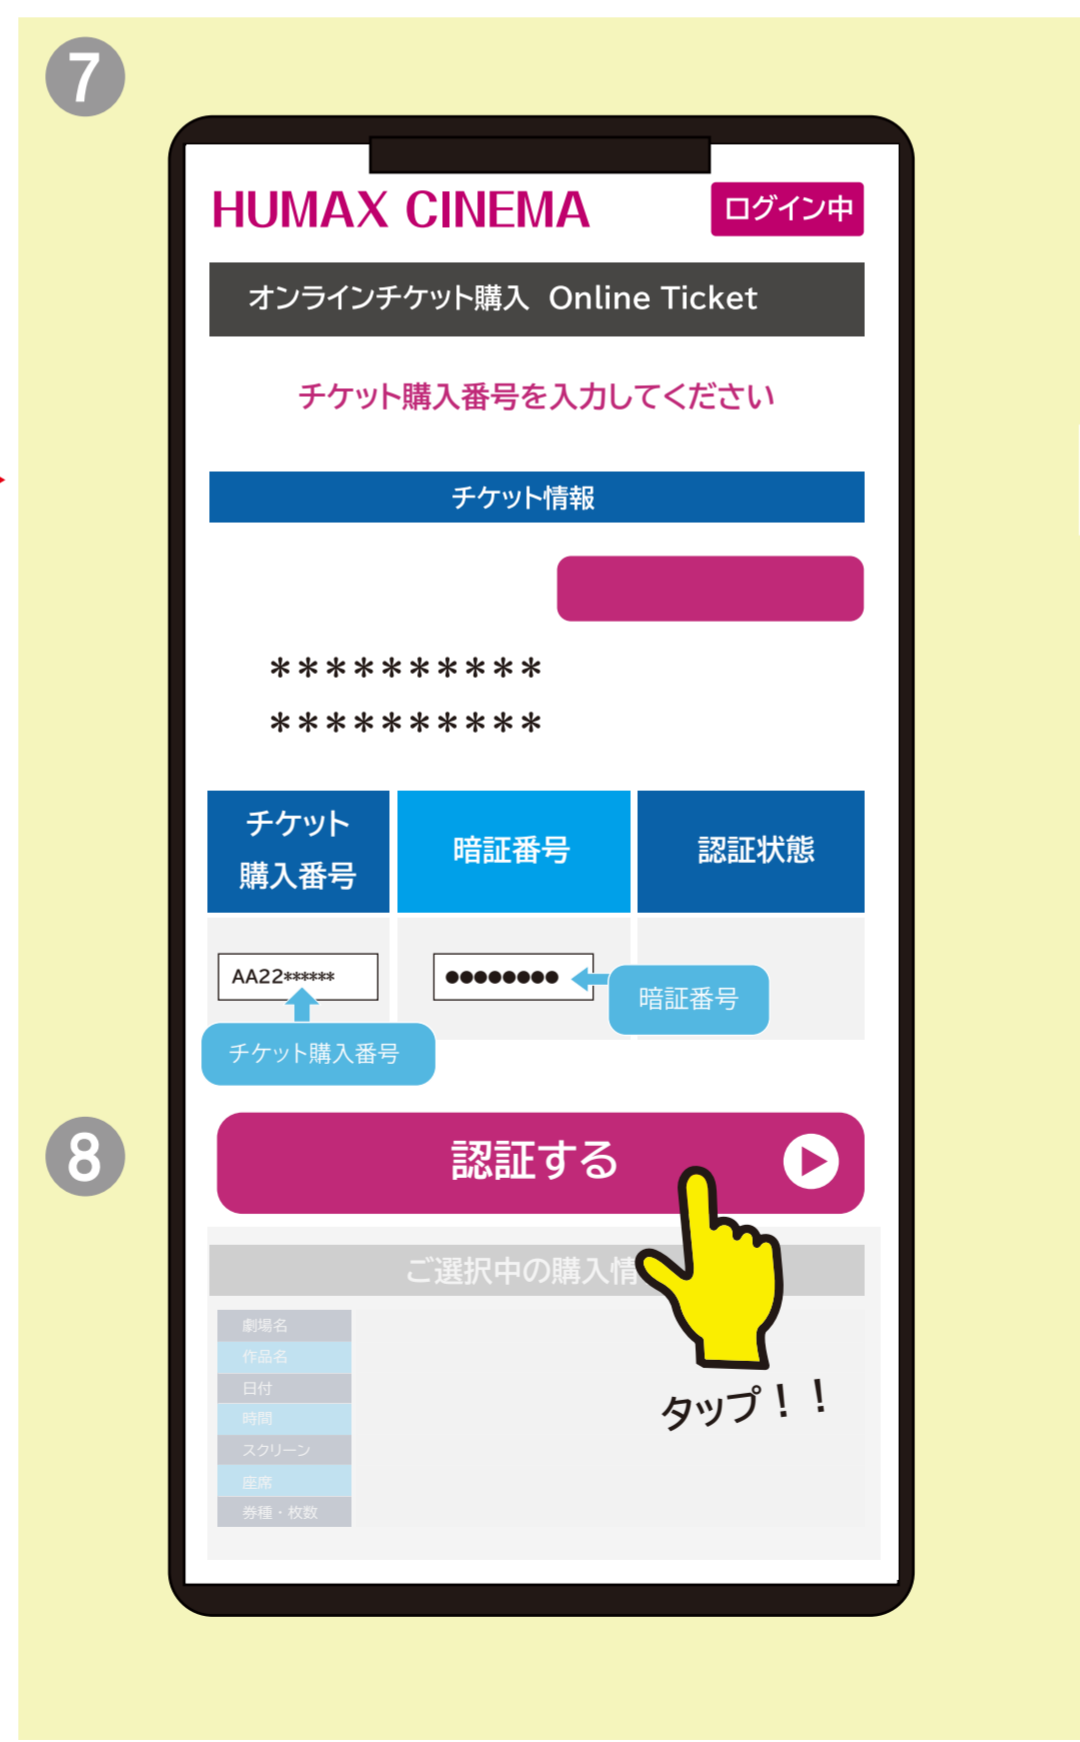 7
HUMAX CINEMA
ログイン中
オンラインチケット購入 Online Ticket
チケット購入番号を入力してください
チケット情報
**********
**********
チケット
購入番号
暗証番号
認証状態
AA22******
●●●●●●●●
暗証番号
チケット購入番号
8
認証する
ご選択中の購入情
劇場名
作品名
日付
時間
スクリーン
座席
券種・枚数
タップ！！